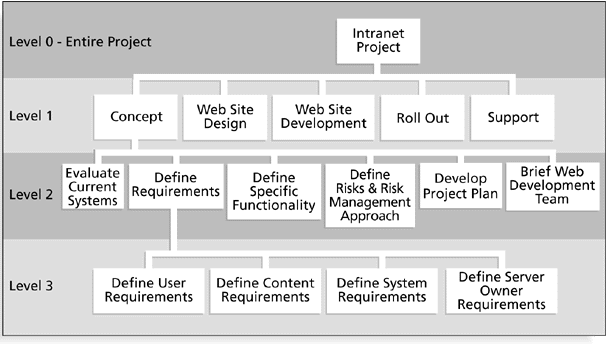 Level 0 - Entire Project
Intranet
Project
Level 1
Concept
Web Site
Design
Web Site
Development
Roll Out
Support
Level 2
Evaluate
Current
Systems
Define
Requirements
Define
Specific
Functionality
Define
Risks & Risk
Management
Approach
Develop
Project Plan
Brief Web
Development
Team
Level 3
Define User
Requirements
Define Content
Requirements
Define System
Requirements
Define Server
Owner
Requirements